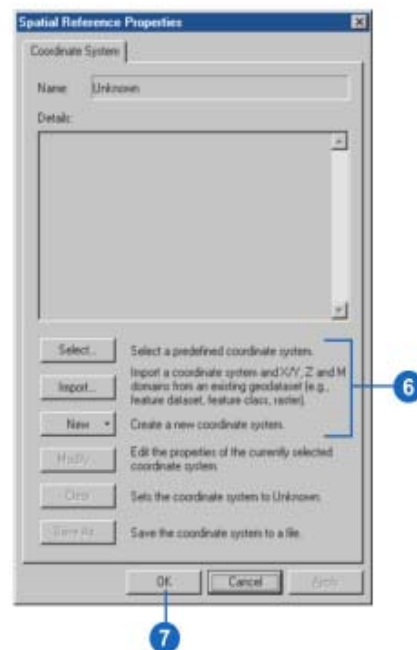 Spatial Reference Properties
Coordinate System
Name: Unknown
Details:
Select... Select a predefined coordinate system.
Import... Import a coordinate system and X/Y, Z and M
domains from an existing geodataset (e.g.,
feature dataset, feature class, raster).
New Create a new coordinate system.
Modify... Edit the properties of the currently selected
coordinate system.
Clear Sets the coordinate system to Unknown.
Save As... Save the coordinate system to a file.
6
OK Cancel Apply
7